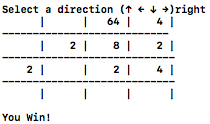 Select a direction (↑ ← ↓ →)right
| | 64| 4 |
--------------------------
| 2 | 8 | 2 |
--------------------------
2 | | 2 | 4 |
--------------------------
| | | |
You Win!